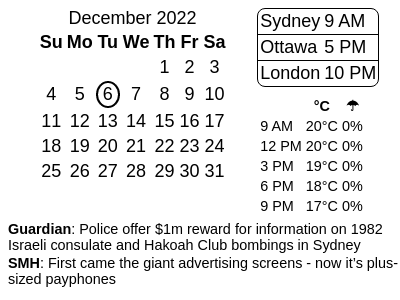 December 2022
Su Mo Tu We Th Fr Sa
1 2 3
4 5 6 7 8 9 10
11 12 13 14 15 16 17
18 19 20 21 22 23 24
25 26 27 28 29 30 31
Sydney 9 AM
Ottawa 5 PM
London 10 PM
°C ☂
9 AM 20°C 0%
12 PM 20°C 0%
3 PM 19°C 0%
6 PM 18°C 0%
9 PM 17°C 0%
Guardian: Police offer $1m reward for information on 1982
Israeli consulate and Hakoah Club bombings in Sydney
SMH: First came the giant advertising screens - now it's plus-
sized payphones